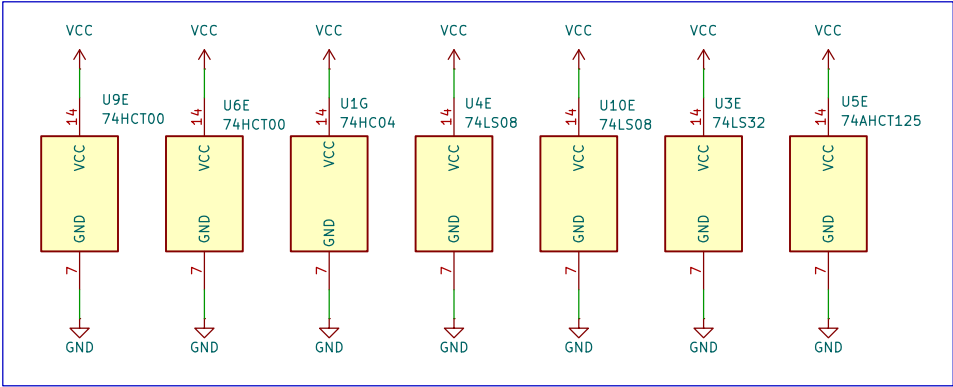 VCC VCC VCC VCC VCC VCC VCC
14 U9E 74HCT00
14 U6E 74HCT00
14 U1G 74HC04
14 U4E 74LS08
14 U10E 74LS08
14 U3E 74LS32
14 U5E 74AHCT125
VCC VCC VCC VCC VCC VCC VCC
GND GND GND GND GND GND GND
7 7 7 7 7 7 7
GND GND GND GND GND GND GND